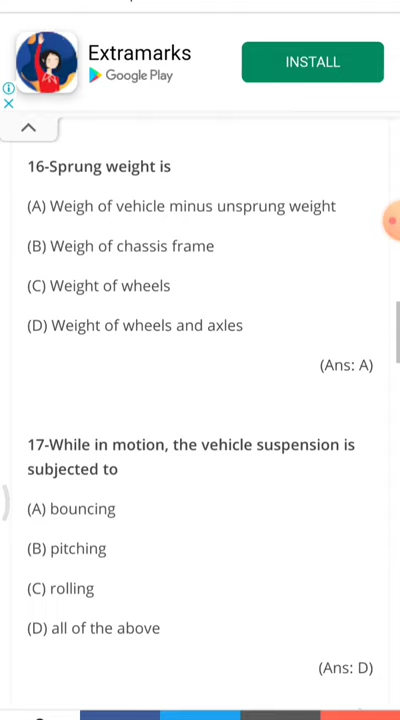 Extramarks
Google Play
INSTALL
16-Sprung weight is
(A) Weigh of vehicle minus unsprung weight
(B) Weigh of chassis frame
(C) Weight of wheels
(D) Weight of wheels and axles
(Ans: A)
17-While in motion, the vehicle suspension is
subjected to
(A) bouncing
(B) pitching
(C) rolling
(D) all of the above
(Ans: D)